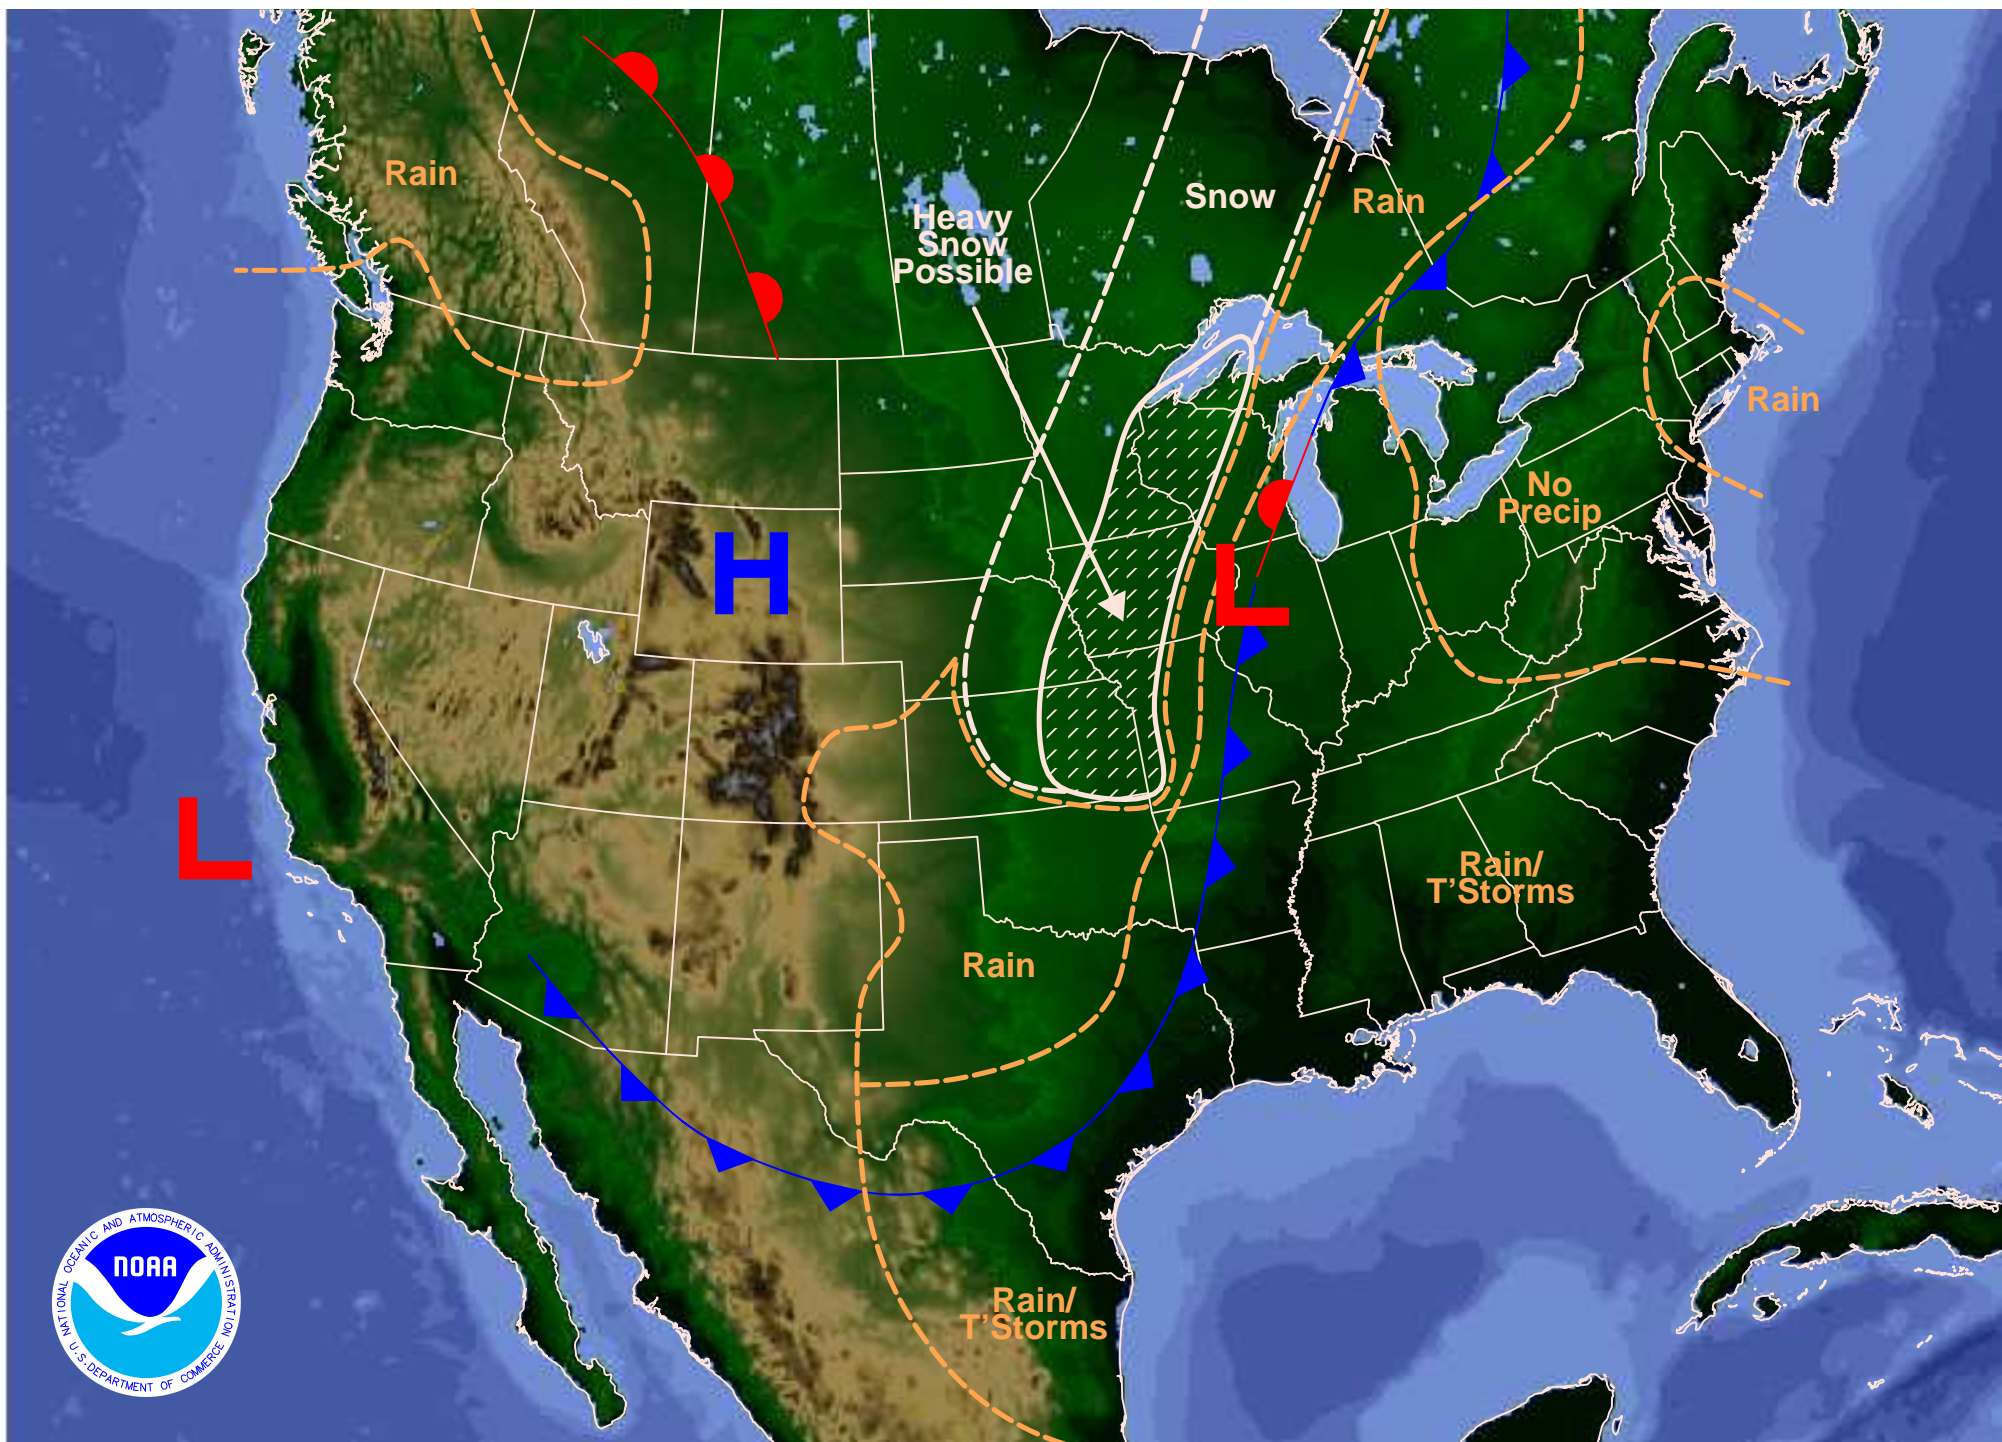 Rain
Heavy
Snow
Possible
Snow
Rain
Rain
No
Precip
H
L
L
Rain/
T'Storms
Rain
Rain/
T'Storms
NATIONAL OCEANIC AND ATMOSPHERIC ADMINISTRATION
NOAA
U.S. DEPARTMENT OF COMMERCE